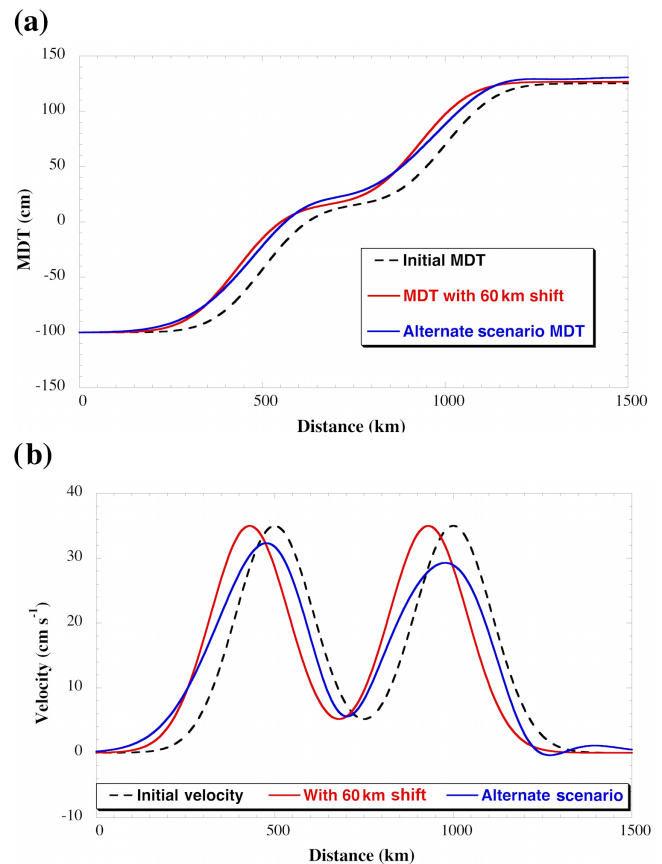 (a)
150
100
50
0
-50
-100
-150
MDT (cm)
Initial MDT
MDT with 60 km shift
Alternate scenario MDT
0 500 1000 1500
Distance (km)
(b)
40
30
20
10
0
-10
Velocity (cm s-1)
Initial velocity With 60 km shift Alternate scenario
0 500 1000 1500
Distance (km)